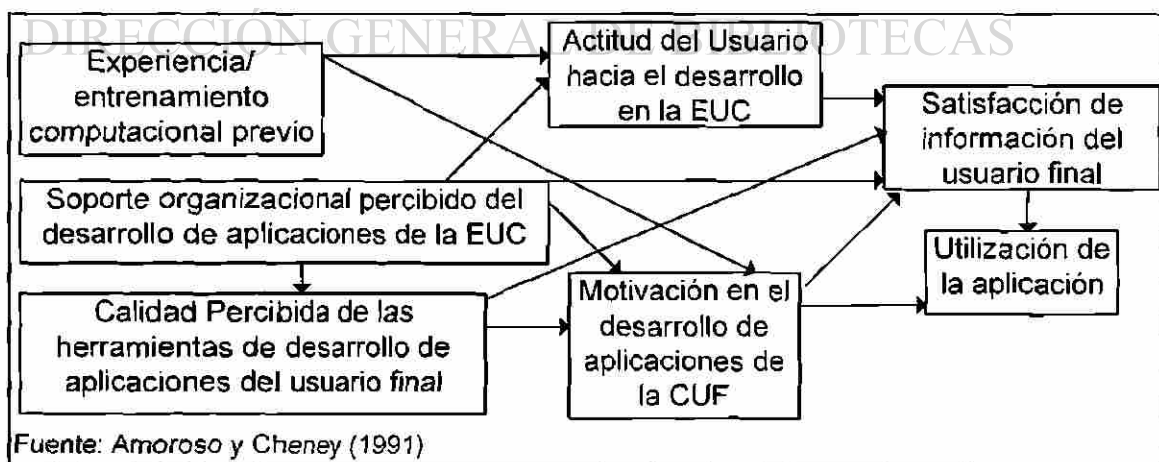 DIRECCIÓN GENERAL DE BIBLIOTECAS
Experiencia/
entrenamiento
computacional previo
Actitud del Usuario
hacia el desarrollo
en la EUC
Satisfacción de
información del
usuario final
Soporte organizacional percibido del
desarrollo de aplicaciones de la EUC
Utilización de
la aplicación
Calidad Percibida de las
herramientas de desarrollo de
aplicaciones del usuario final
Motivación en el
desarrollo de
aplicaciones de
la CUF
Fuente: Amoroso y Cheney (1991)